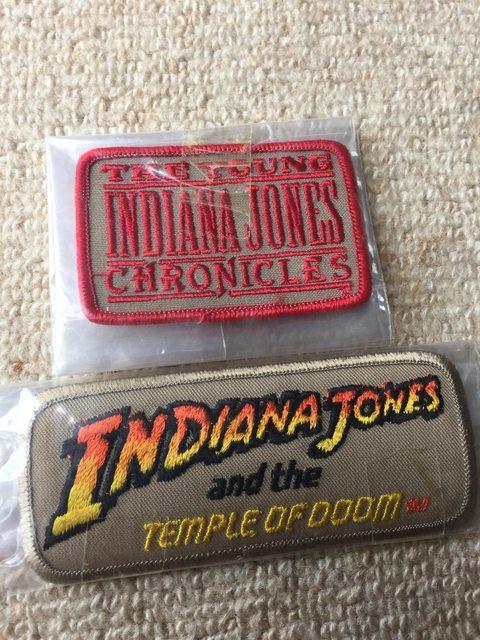 THE YOUNG
INDIANA JONES
CHRONICLES
INDIANA JONES
and the
TEMPLE OF DOOM